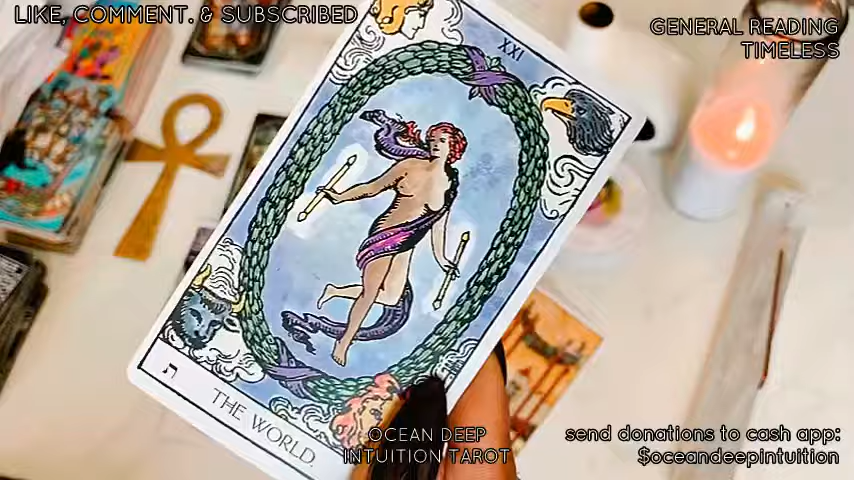 LIKE, COMMENT. & SUBSCRIBED
GENERAL READING
TIMELESS
XXI
ת
THE WORLD.
OCEAN DEEP
INTUITION TAROT
send donations to cash app:
$oceandeepintuition